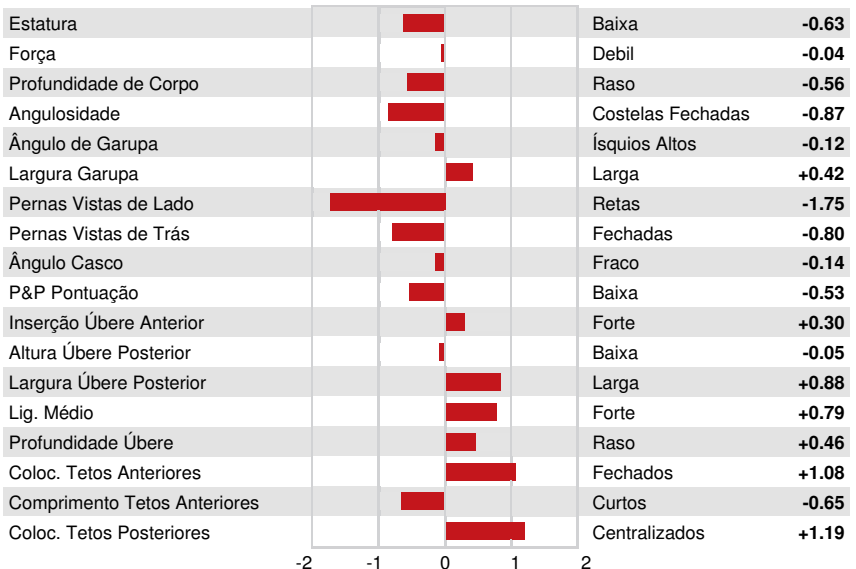 Estatura Baixa -0.63
Força Debil -0.04
Profundidade de Corpo Raso -0.56
Angulosidade Costelas Fechadas -0.87
Ângulo de Garupa Ísquios Altos -0.12
Largura Garupa Larga +0.42
Pernas Vistas de Lado Retas -1.75
Pernas Vistas de Trás Fechadas -0.80
Ângulo Casco Fraco -0.14
P&P Pontuação Baixa -0.53
Inserção Úbere Anterior Forte +0.30
Altura Úbere Posterior Baixa -0.05
Largura Úbere Posterior Larga +0.88
Lig. Médio Forte +0.79
Profundidade Úbere Raso +0.46
Coloc. Tetos Anteriores Fechados +1.08
Comprimento Tetos Anteriores Curtos -0.65
Coloc. Tetos Posteriores Centralizados +1.19
-2 -1 0 1 2